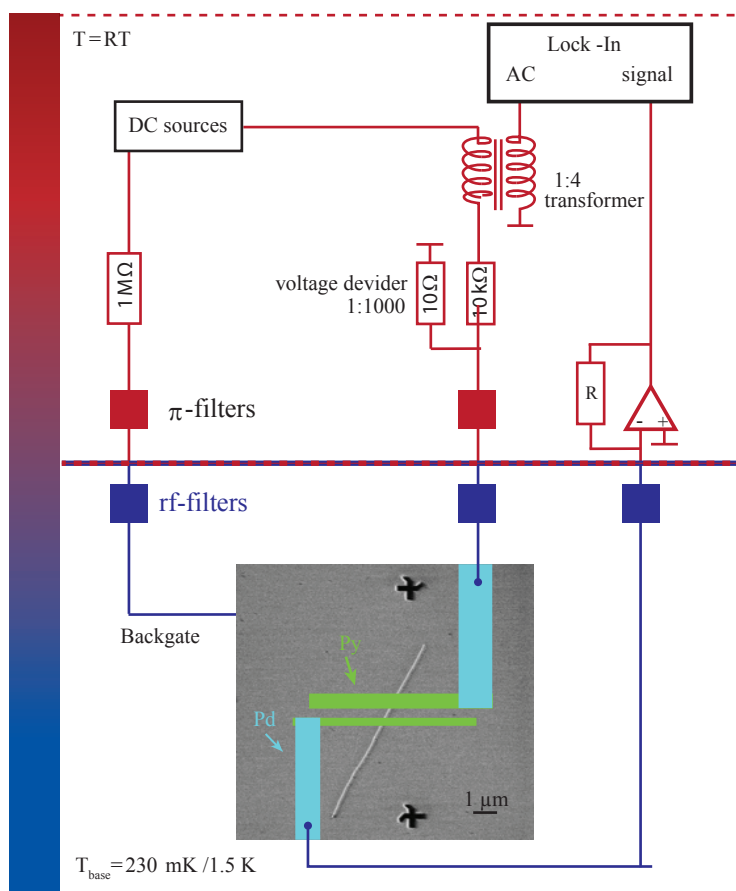 T=RT
Lock -In
AC signal
DC sources
1:4
transformer
1MΩ
voltage devider
1:1000
10Ω
10kΩ
R
- +
π-filters
rf-filters
Backgate
Py
Pd
1 µm
Tbase=230 mK /1.5 K